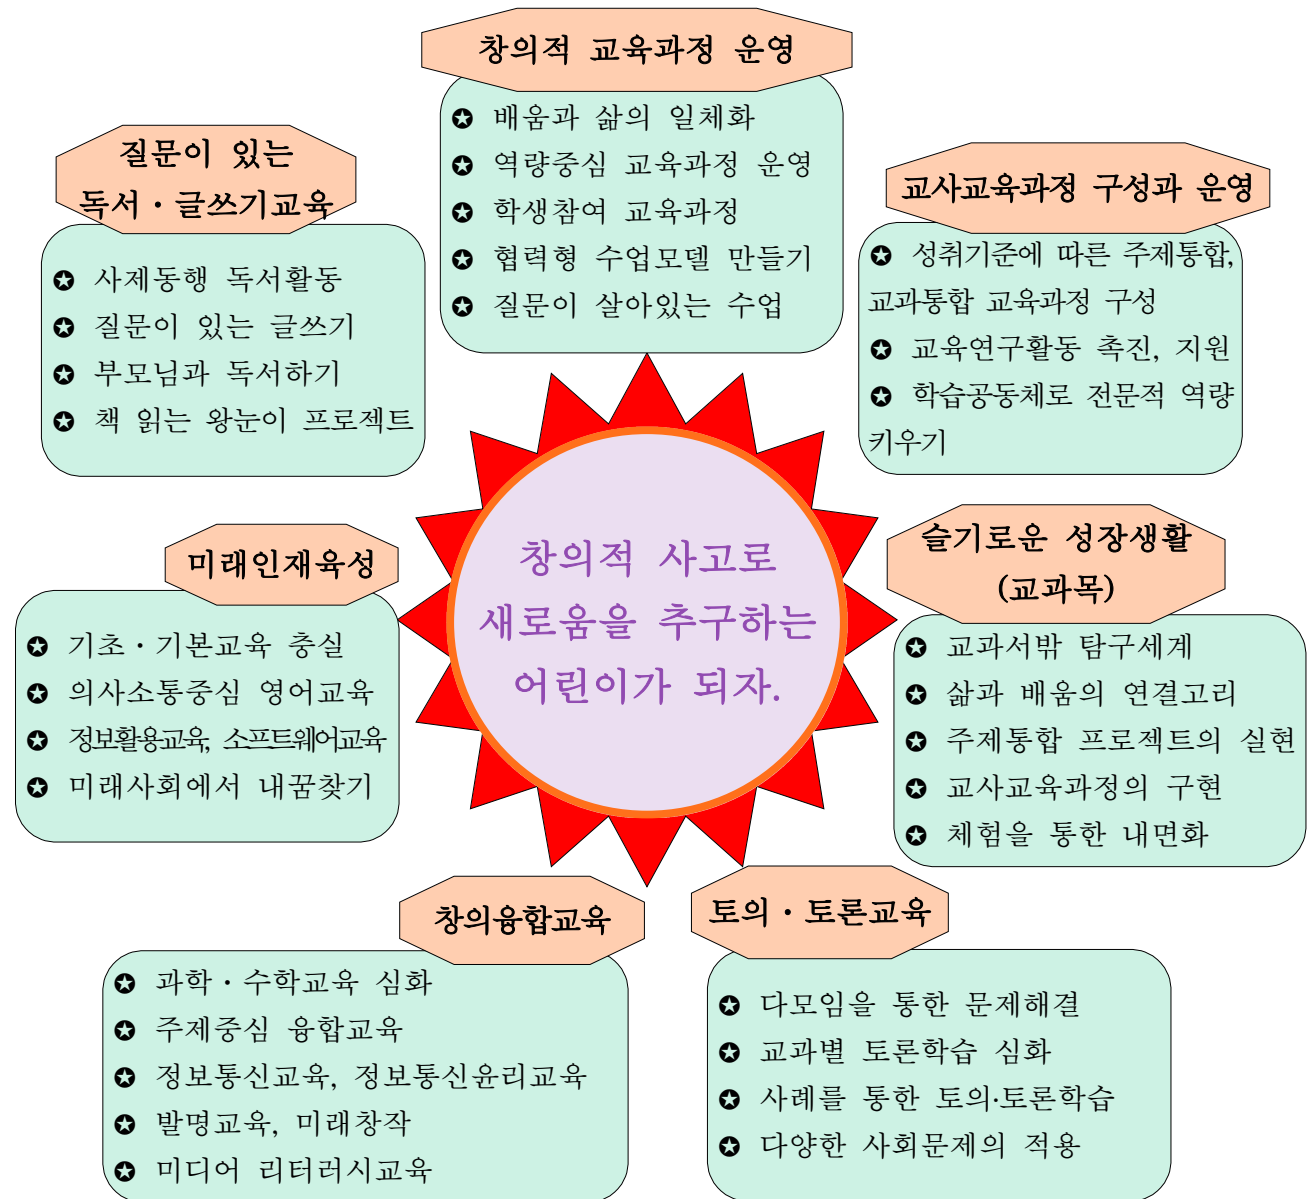 창의적 교육과정 운영
✪ 배움과 삶의 일체화
✪ 역량중심 교육과정 운영
✪ 학생참여 교육과정
✪ 협력형 수업모델 만들기
✪ 질문이 살아있는 수업
질문이 있는
독서·글쓰기교육
✪ 사제동행 독서활동
✪ 질문이 있는 글쓰기
✪ 부모님과 독서하기
✪ 책 읽는 왕눈이 프로젝트
교사교육과정 구성과 운영
✪ 성취기준에 따른 주제통합,
교과통합 교육과정 구성
✪ 교육연구활동 촉진, 지원
✪ 학습공동체로 전문적 역량
키우기
창의적 사고로
새로움을 추구하는
어린이가 되자.
미래인재육성
✪ 기초·기본교육 충실
✪ 의사소통중심 영어교육
✪ 정보활용교육, 소프트웨어교육
✪ 미래사회에서 내꿈찾기
슬기로운 성장생활
(교과목)
✪ 교과서밖 탐구세계
✪ 삶과 배움의 연결고리
✪ 주제통합 프로젝트의 실현
✪ 교사교육과정의 구현
✪ 체험을 통한 내면화
창의융합교육
✪ 과학·수학교육 심화
✪ 주제중심 융합교육
✪ 정보통신교육, 정보통신윤리교육
✪ 발명교육, 미래창작
✪ 미디어 리터러시교육
토의·토론교육
✪ 다모임을 통한 문제해결
✪ 교과별 토론학습 심화
✪ 사례를 통한 토의·토론학습
✪ 다양한 사회문제의 적용